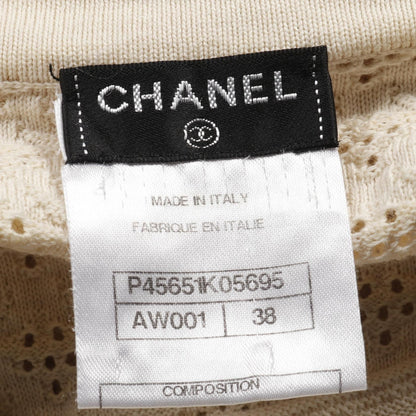 CHANEL
MADE IN ITALY
FABRIQUE EN ITALIE
P45651K05695
AW001 38
COMPOSITION